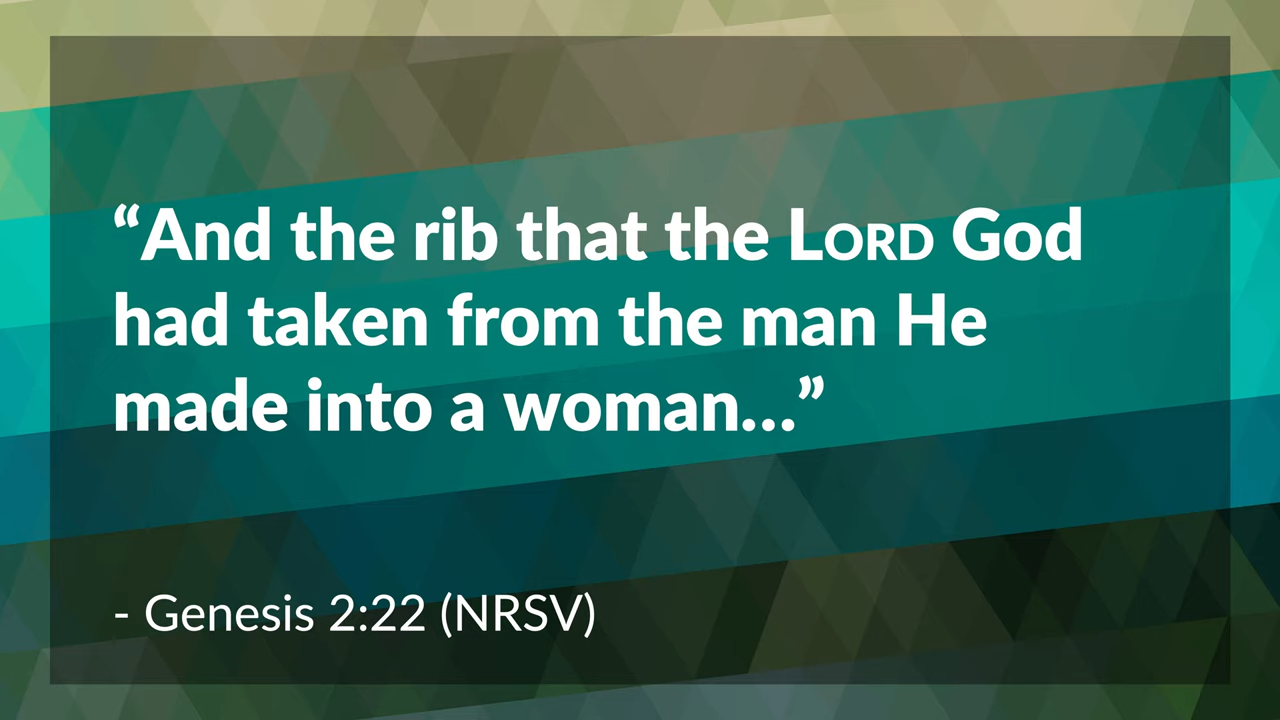 “And the rib that the LORD God
had taken from the man He
made into a woman…”
- Genesis 2:22 (NRSV)